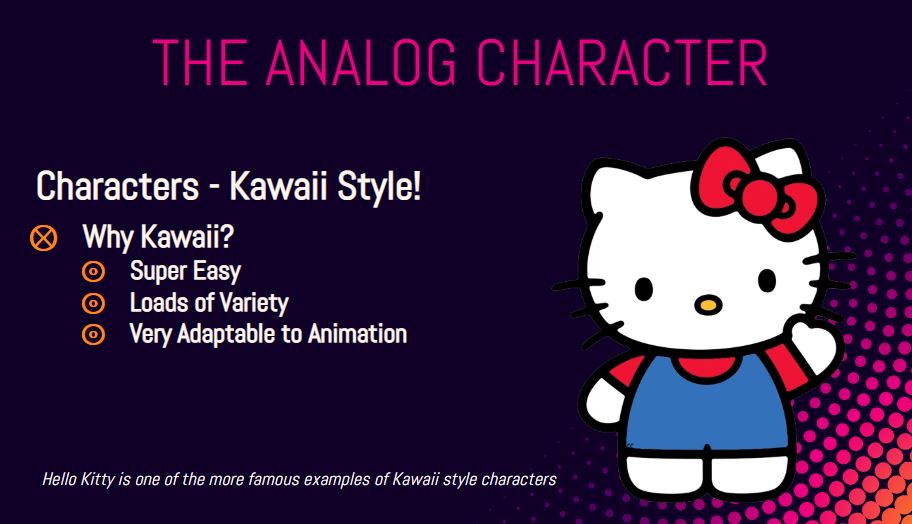 THE ANALOG CHARACTER
Characters - Kawaii Style!
Why Kawaii?
Super Easy
Loads of Variety
Very Adaptable to Animation
Hello Kitty is one of the more famous examples of Kawaii style characters